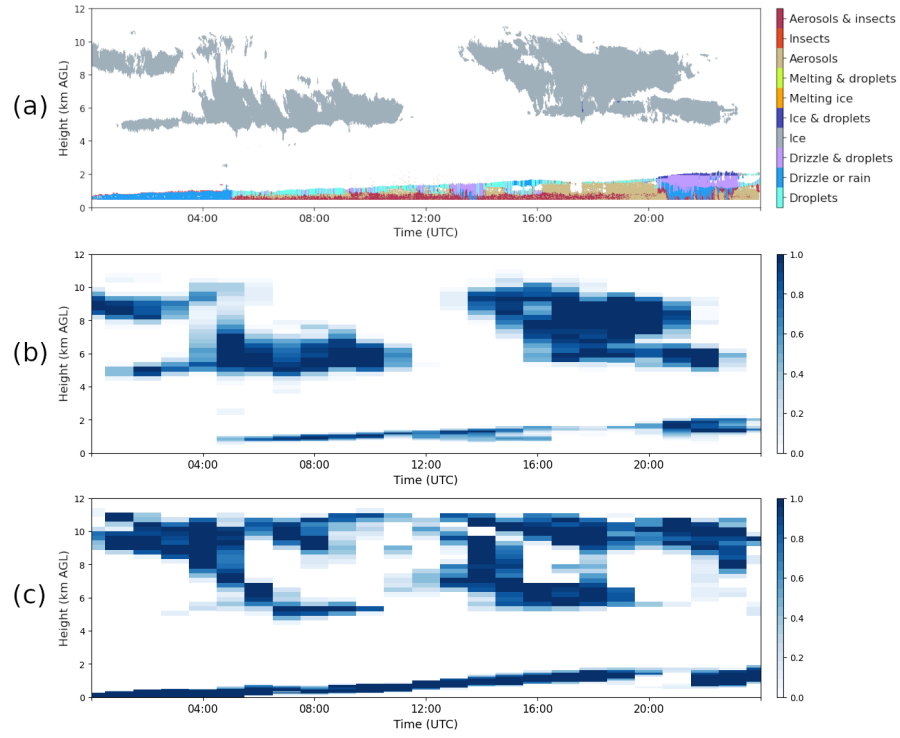 (a)
Height (km AGL)
12
10
8
6
4
2
0
04:00
08:00
12:00
16:00
20:00
Time (UTC)
Aerosols & insects
Insects
Aerosols
Melting & droplets
Melting ice
Ice & droplets
Ice
Drizzle & droplets
Drizzle or rain
Droplets
(b)
Height (km AGL)
12
10
8
6
4
2
0
04:00
08:00
12:00
16:00
20:00
Time (UTC)
1.0
0.8
0.6
0.4
0.2
0.0
(c)
Height (km AGL)
12
10
8
6
4
2
0
04:00
08:00
12:00
16:00
20:00
Time (UTC)
1.0
0.8
0.6
0.4
0.2
0.0